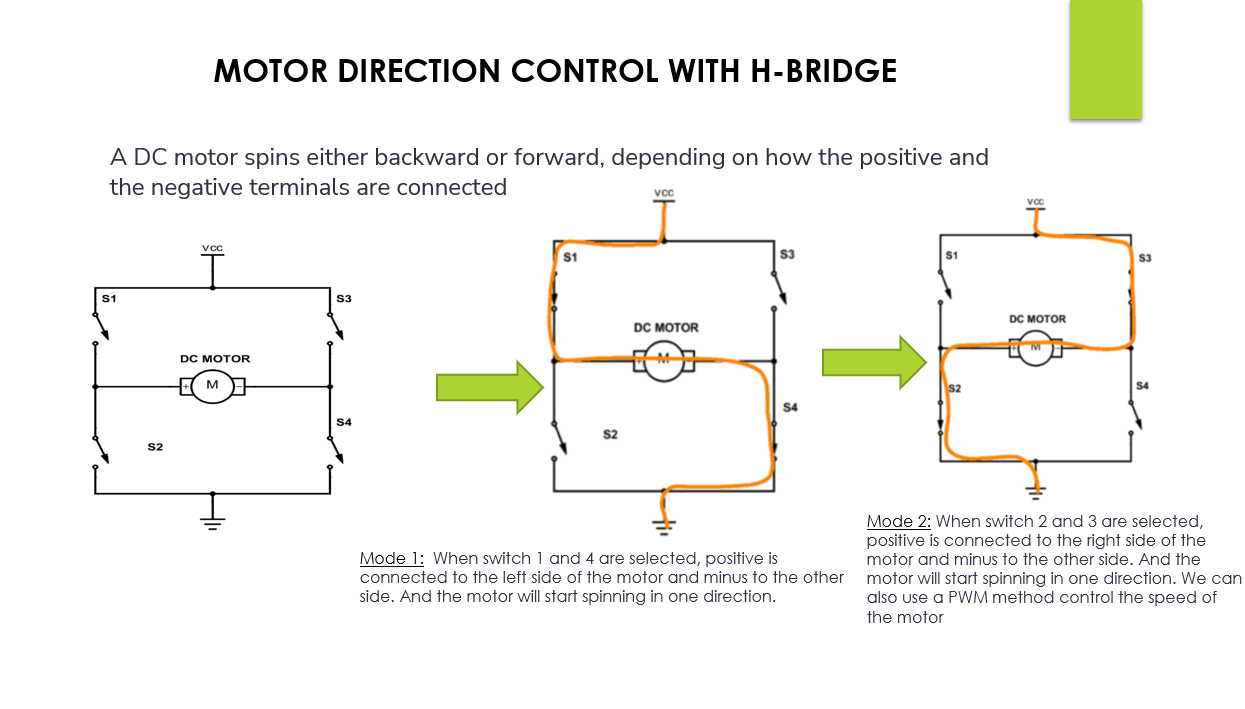 MOTOR DIRECTION CONTROL WITH H-BRIDGE
A DC motor spins either backward or forward, depending on how the positive and
the negative terminals are connected
VCC
S1
S3
DC MOTOR
+ M -
S4
S2
VCC
S1
S3
DC MOTOR
M
S4
S2
VCC
S1
S3
DC MOTOR
M
S2
S4
Mode 1: When switch 1 and 4 are selected, positive is
connected to the left side of the motor and minus to the other
side. And the motor will start spinning in one direction.
Mode 2: When switch 2 and 3 are selected,
positive is connected to the right side of the
motor and minus to the other side. And the
motor will start spinning in one direction. We can
also use a PWM method control the speed of
the motor